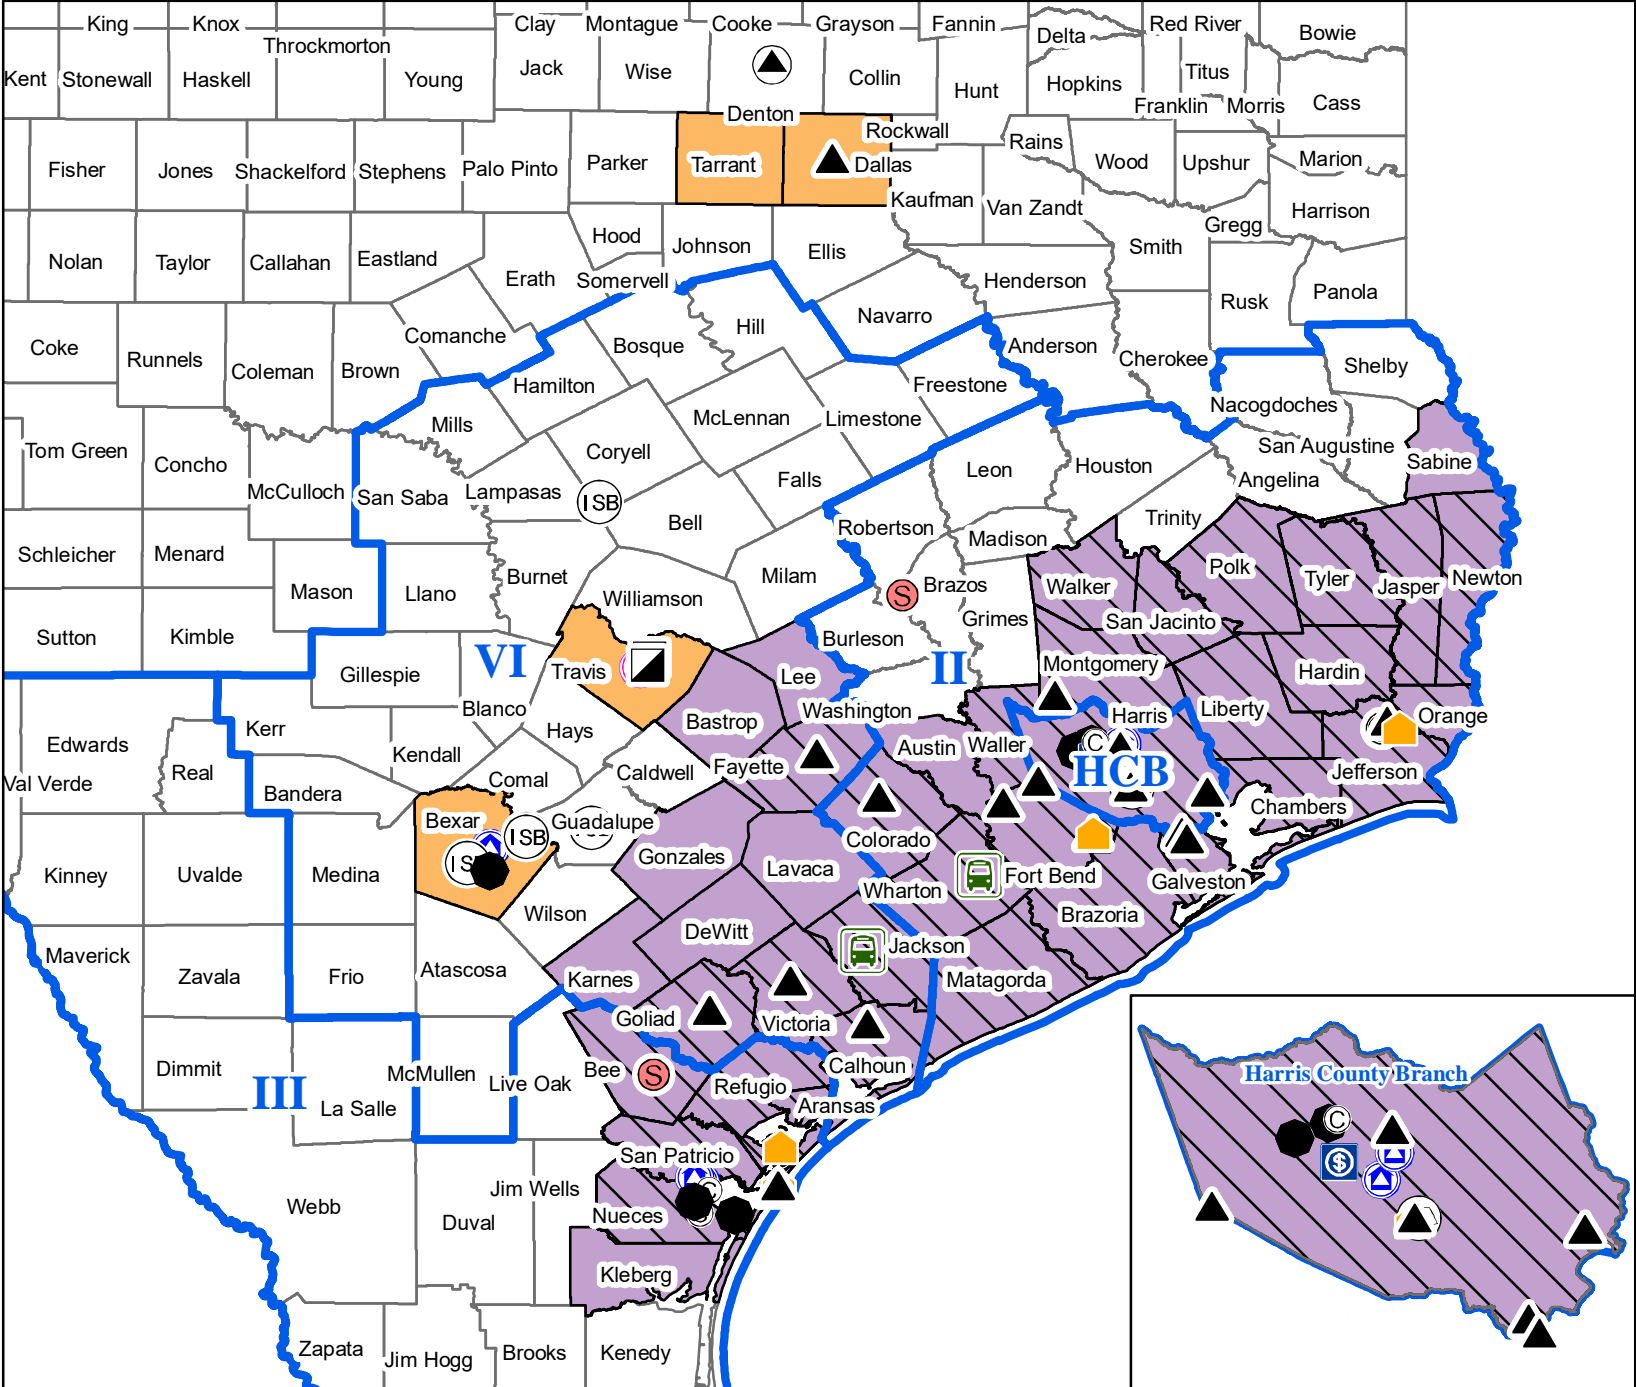 King
Knox
Throckmorton
Clay
Montague
Cooke
Grayson
Fannin
Delta
Red River
Bowie
Kent
Stonewall
Haskell
Young
Jack
Wise
Collin
Hunt
Hopkins
Titus
Franklin
Morris
Cass
Denton
Rockwall
Fisher
Jones
Shackelford
Stephens
Palo Pinto
Parker
Tarrant
Dallas
Rains
Wood
Upshur
Marion
Kaufman
Van Zandt
Gregg
Harrison
Nolan
Taylor
Callahan
Eastland
Erath
Hood
Somervell
Johnson
Ellis
Henderson
Smith
Rusk
Panola
Coke
Runnels
Coleman
Brown
Comanche
Hamilton
Bosque
Hill
Navarro
Anderson
Cherokee
Shelby
Freestone
Nacogdoches
Mills
McLennan
Limestone
San Augustine
Tom Green
Concho
McCulloch
San Saba
Lampasas
Coryell
ISB
Falls
Leon
Houston
Angelina
Sabine
Bell
Robertson
Madison
Trinity
Schleicher
Menard
Mason
Llano
Burnet
Williamson
Milam
S
Brazos
Grimes
Walker
Polk
Tyler
Jasper
Newton
Sutton
Kimble
Gillespie
VI
Travis
Lee
Burleson
II
San Jacinto
Montgomery
Hardin
Blanco
Hays
Bastrop
Washington
Harris
Liberty
Orange
Edwards
Kerr
Kendall
Comal
Caldwell
Fayette
Austin
Waller
C
HCB
Jefferson
Val Verde
Real
Bandera
Bexar
ISB
Guadalupe
Chambers
Kinney
Uvalde
Medina
IS
Gonzales
Colorado
Lavaca
Wharton
Fort Bend
Galveston
Wilson
DeWitt
Brazoria
Maverick
Zavala
Frio
Atascosa
Karnes
Jackson
Matagorda
Goliad
Victoria
Dimmit
III
La Salle
McMullen
Live Oak
Bee
S
Refugio
Calhoun
Aransas
San Patricio
C
Webb
Duval
Jim Wells
Nueces
Kleberg
Zapata
Jim Hogg
Brooks
Kenedy
Harris County Branch
C
$